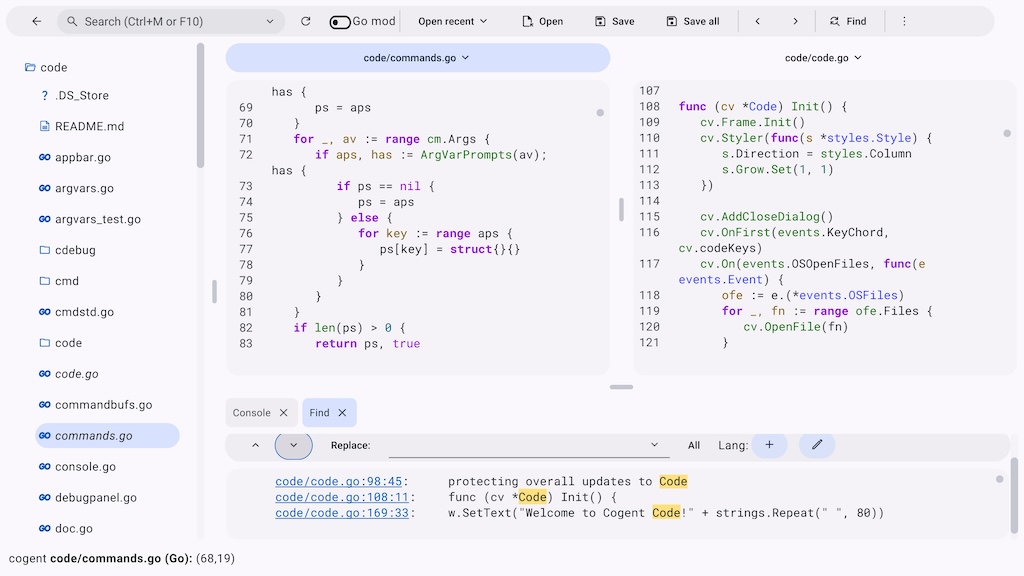 Search (Ctrl+M or F10)
Go mod
Open recent
Open
Save
Save all
Find
code
? .DS_Store
README.md
GO appbar.go
GO argvars.go
GO argvars_test.go
cdebug
cmd
GO cmdstd.go
code
GO code.go
GO commandbufs.go
GO commands.go
GO console.go
GO debugpanel.go
GO doc.go
code/commands.go
has {
69 ps = aps
70 }
71 for _, av := range cm.Args {
72 if aps, has := ArgVarPrompts(av);
has {
73 if ps == nil {
74 ps = aps
75 } else {
76 for key := range aps {
77 ps[key] = struct{}{}
78 }
79 }
80 }
81 }
82 if len(ps) > 0 {
83 return ps, true
code/code.go
107
108 func (cv *Code) Init() {
109 cv.Frame.Init()
110 cv.Styler(func(s *styles.Style) {
111 s.Direction = styles.Column
112 s.Grow.Set(1, 1)
113 })
114
115 cv.AddCloseDialog()
116 cv.OnFirst(events.KeyChord,
cv.codeKeys)
117 cv.On(events.OSOpenFiles, func(e
events.Event) {
118 ofe := e.(*events.OSFiles)
119 for _, fn := range ofe.Files {
120 cv.OpenFile(fn)
121 }
Console
Find
Replace:
All
Lang:
+
code/code.go:98:45: protecting overall updates to Code
code/code.go:108:11: func (cv *Code) Init() {
code/code.go:169:33: w.SetText("Welcome to Cogent Code!" + strings.Repeat(" ", 80))
cogent code/commands.go (Go): (68,19)